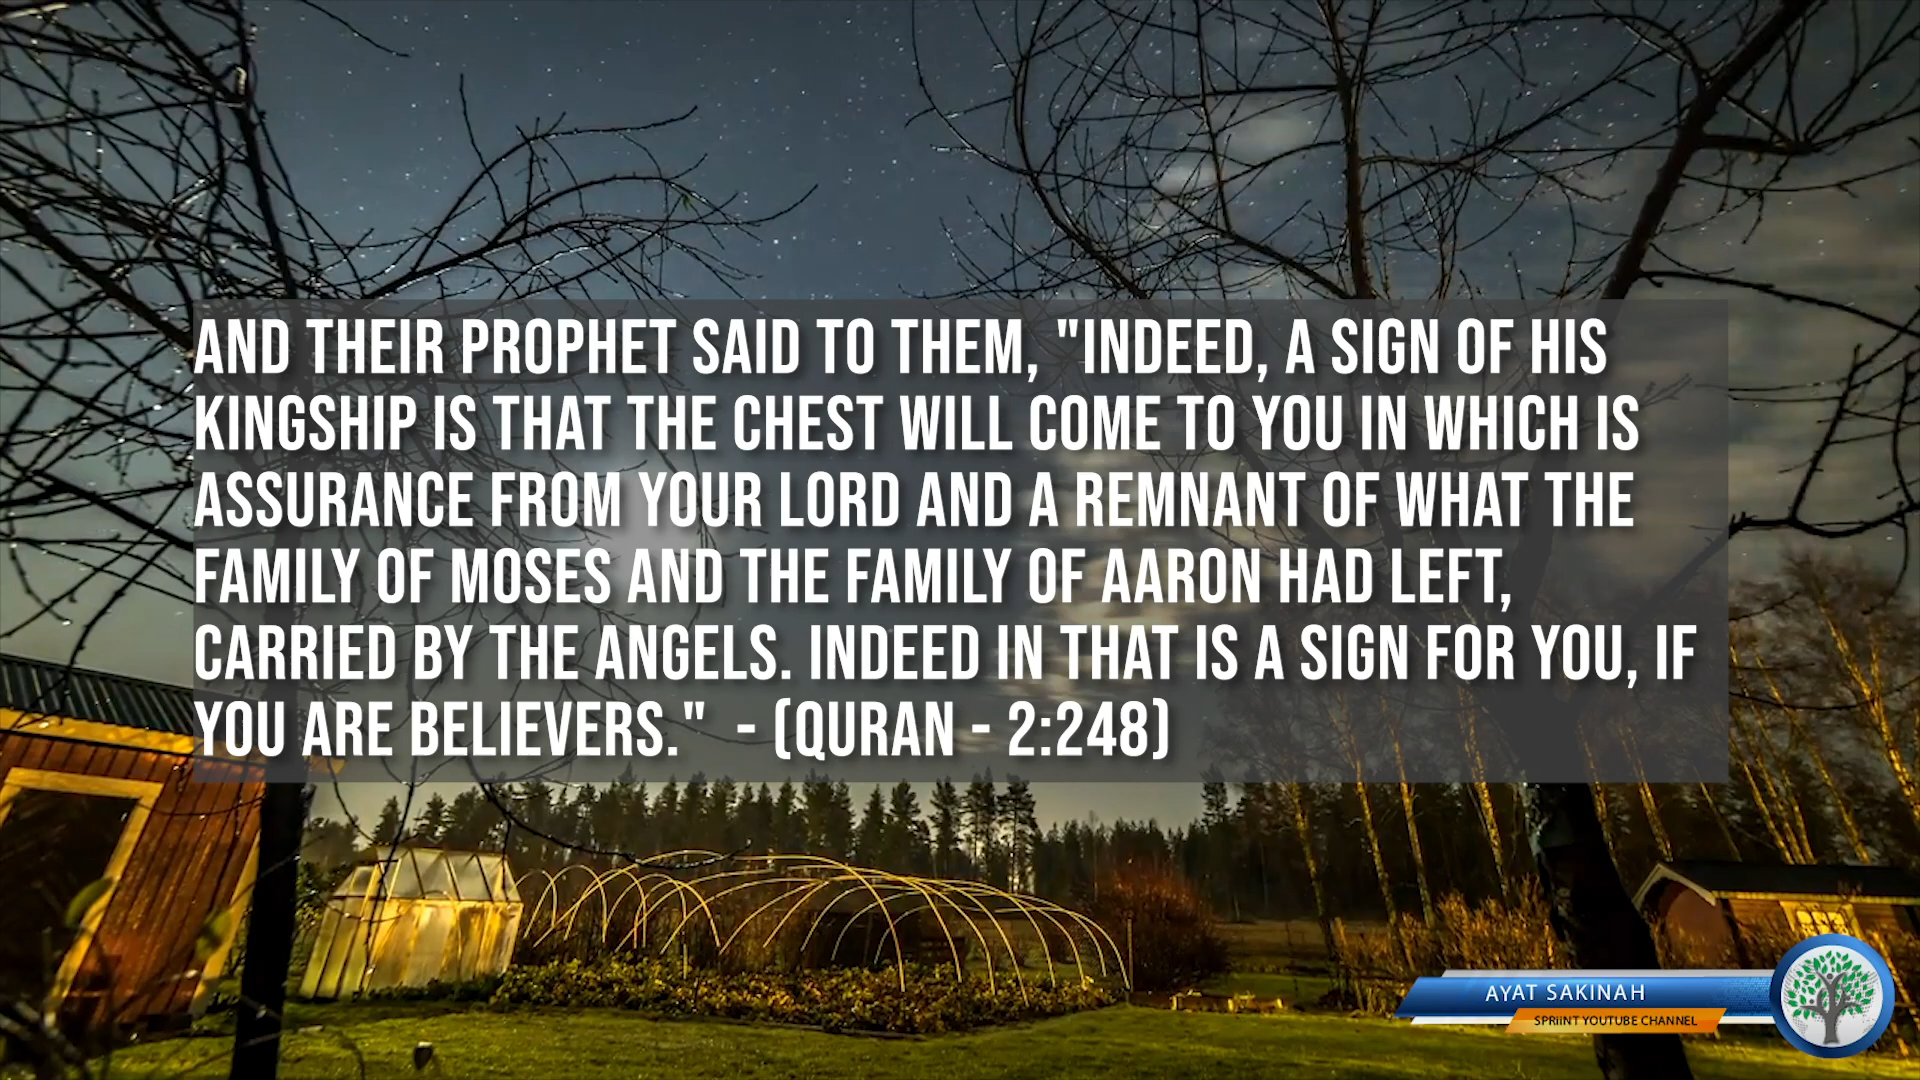 AND THEIR PROPHET SAID TO THEM, "INDEED, A SIGN OF HIS
KINGSHIP IS THAT THE CHEST WILL COME TO YOU IN WHICH IS
ASSURANCE FROM YOUR LORD AND A REMNANT OF WHAT THE
FAMILY OF MOSES AND THE FAMILY OF AARON HAD LEFT,
CARRIED BY THE ANGELS. INDEED IN THAT IS A SIGN FOR YOU, IF
YOU ARE BELIEVERS."  - (QURAN - 2:248)
AYAT SAKINAH
SPRIINT YOUTUBE CHANNEL